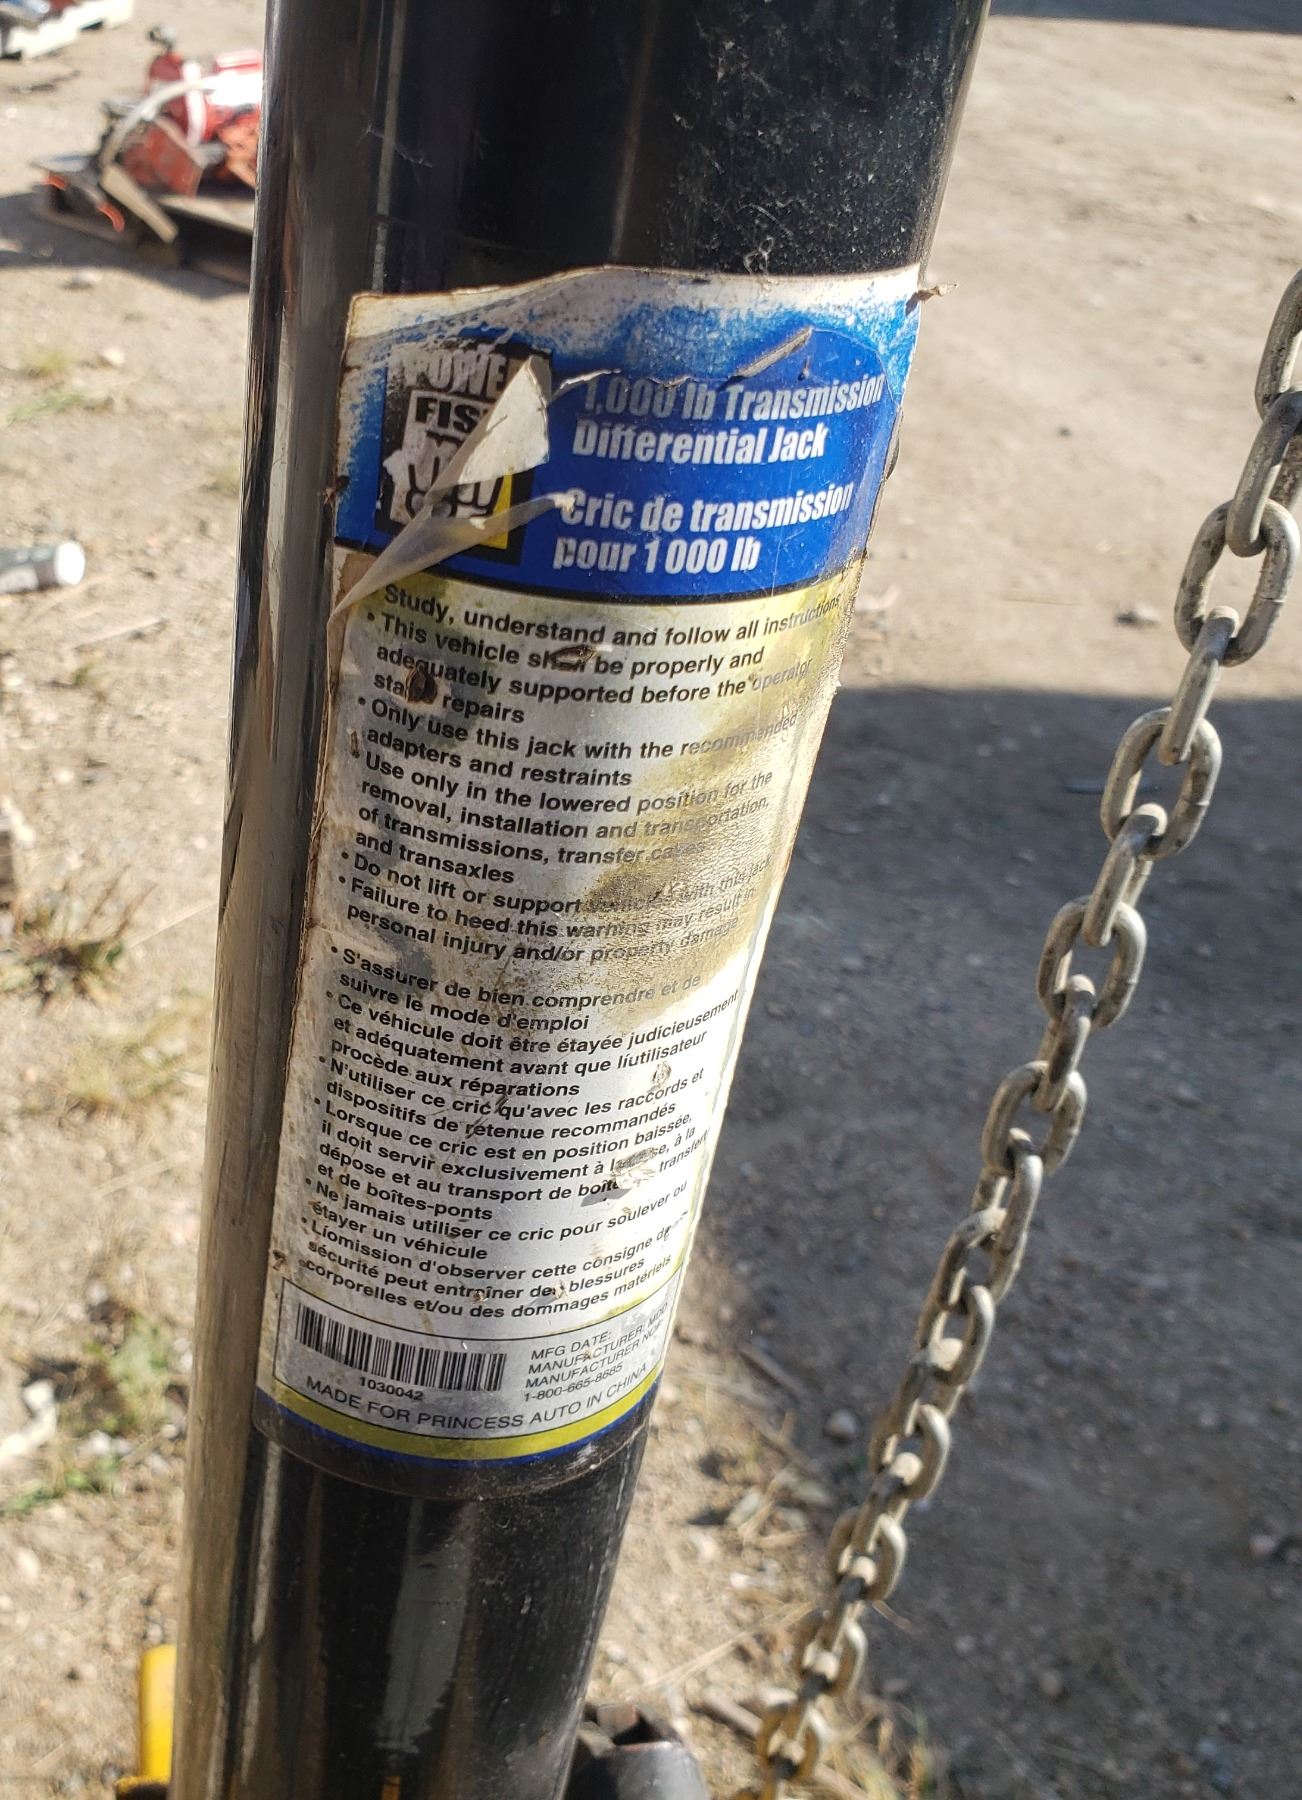 POWER
FIS
1,000 lb Transmission
Differential Jack
Cric de transmission
pour 1 000 lb
Study, understand and follow all instructions
• This vehicle shall be properly and
adequately supported before the operator
repairs
• Only use this jack with the recommended
adapters and restraints
• Use only in the lowered position for the
removal, installation and transportation,
of transmissions, transfer cases
and transaxles
• Do not lift or support vehicles with this jack
• Failure to heed this warning may result in
personal injury and/or property damage
• S'assurer de bien comprendre et de
suivre le mode d'emploi
• Ce véhicule doit être étayée judicieusement
et adéquatement avant que líutilisateur
procède aux réparations
• N'utiliser ce cric qu'avec les raccords et
dispositifs de retenue recommandés
• Lorsque ce cric est en position baissée,
il doit servir exclusivement à à la
dépose et au transport de transfert
et de boîtes-ponts
• Ne jamais utiliser ce cric pour soulever ou
étayer un véhicule
• Líomission d'observer cette consigne de
sécurité peut entraîner des blessures
corporelles et/ou des dommages matériels
MFG DATE:
MANUFACTURER: MDD
MANUFACTURER NO#:
1-800-665-8685
1030042
MADE FOR PRINCESS AUTO IN CHINA